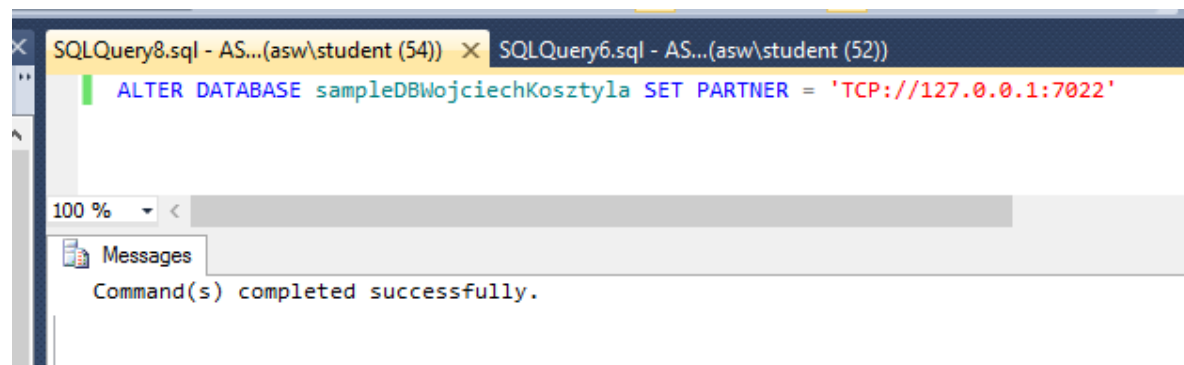 SQLQuery8.sql - AS...(asw\student (54)) SQLQuery6.sql - AS...(asw\student (52))
ALTER DATABASE sampleDBWojciechKosztyla SET PARTNER = 'TCP://127.0.0.1:7022'
100 %
Messages
Command(s) completed successfully.